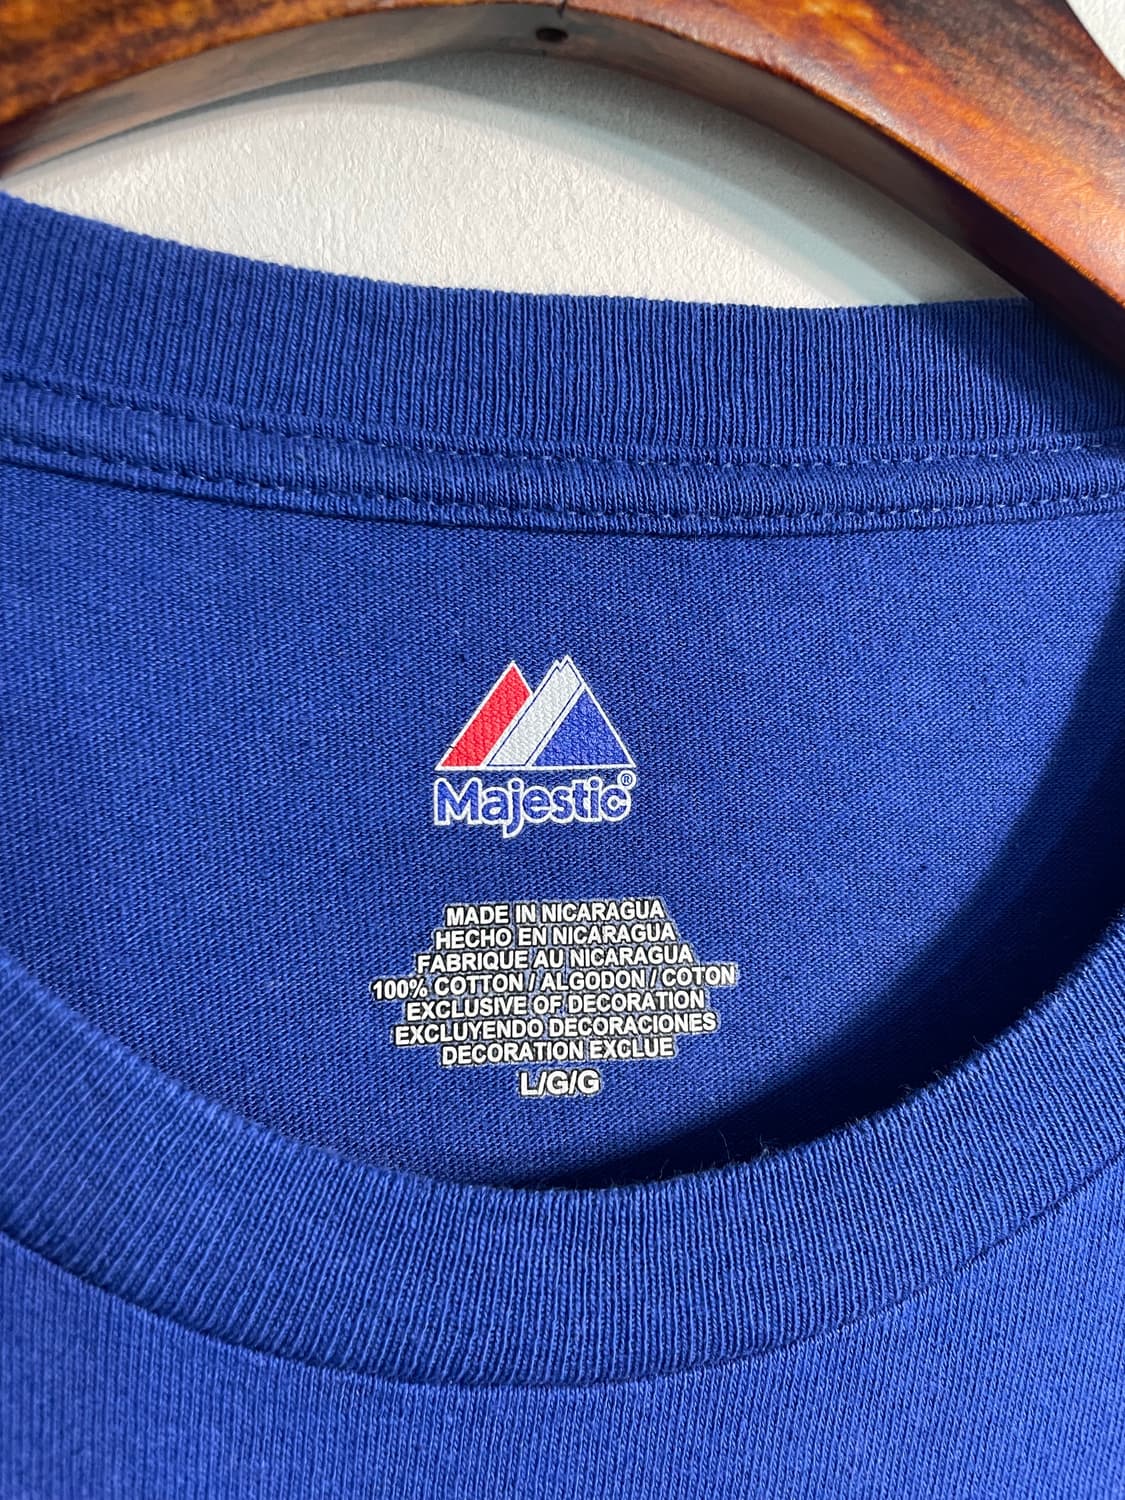 Majestic®
MADE IN NICARAGUA
HECHO EN NICARAGUA
FABRIQUE AU NICARAGUA
100% COTTON / ALGODON / COTON
EXCLUSIVE OF DECORATION
EXCLUYENDO DECORACIONES
DECORATION EXCLUE
L/G/G